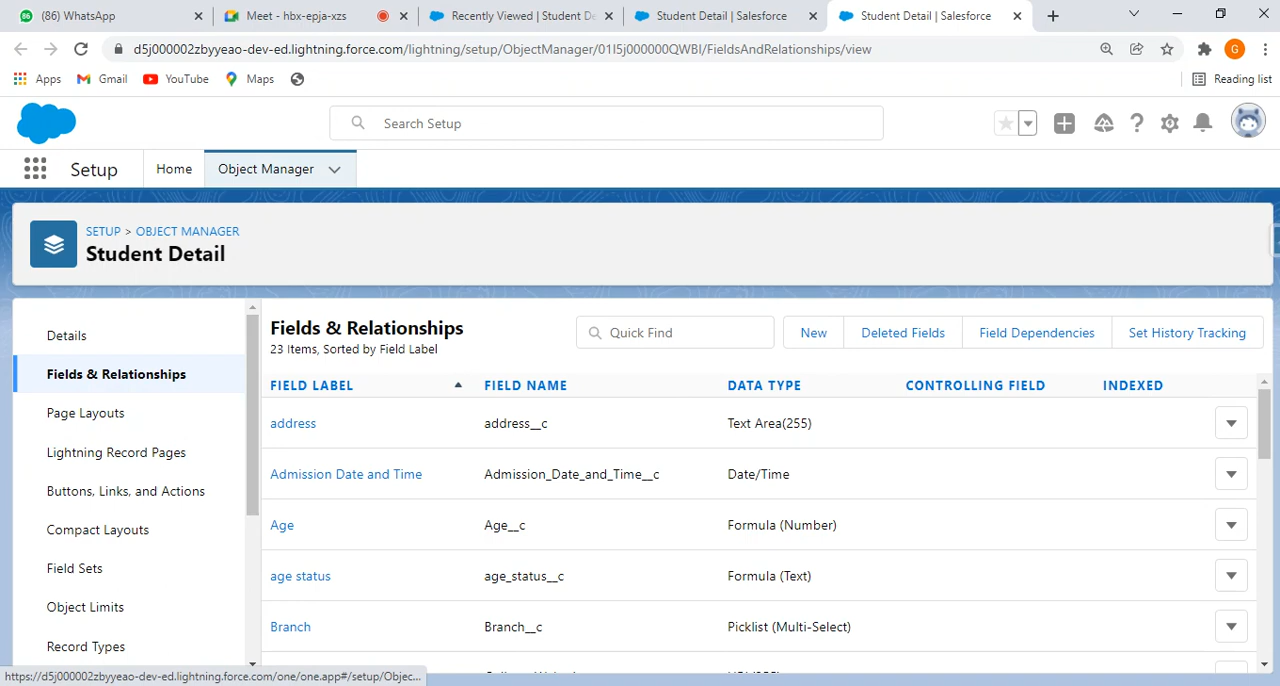 (86) WhatsApp
Meet - hbx-epja-xzs
Recently Viewed | Student De
Student Detail | Salesforce
Student Detail | Salesforce
d5j000002zbyyeao-dev-ed.lightning.force.com/lightning/setup/ObjectManager/01I5j000000QWBI/FieldsAndRelationships/view
G
Apps
Gmail
YouTube
Maps
Reading list
Search Setup
Setup
Home
Object Manager
SETUP > OBJECT MANAGER
Student Detail
Details
Fields & Relationships
Page Layouts
Lightning Record Pages
Buttons, Links, and Actions
Compact Layouts
Field Sets
Object Limits
Record Types
Fields & Relationships
23 Items, Sorted by Field Label
Quick Find
New
Deleted Fields
Field Dependencies
Set History Tracking
FIELD LABEL FIELD NAME DATA TYPE CONTROLLING FIELD INDEXED
address address__c Text Area(255)
Admission Date and Time Admission_Date_and_Time__c Date/Time
Age Age__c Formula (Number)
age status age_status__c Formula (Text)
Branch Branch__c Picklist (Multi-Select)
https://d5j000002zbyyeao-dev-ed.lightning.force.com/one/one.app#/setup/Objec...